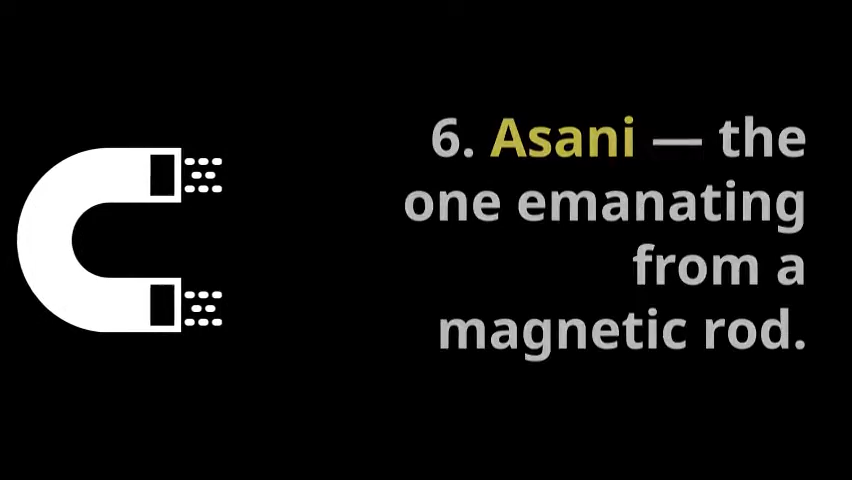 6. Asani — the
one emanating
from a
magnetic rod.